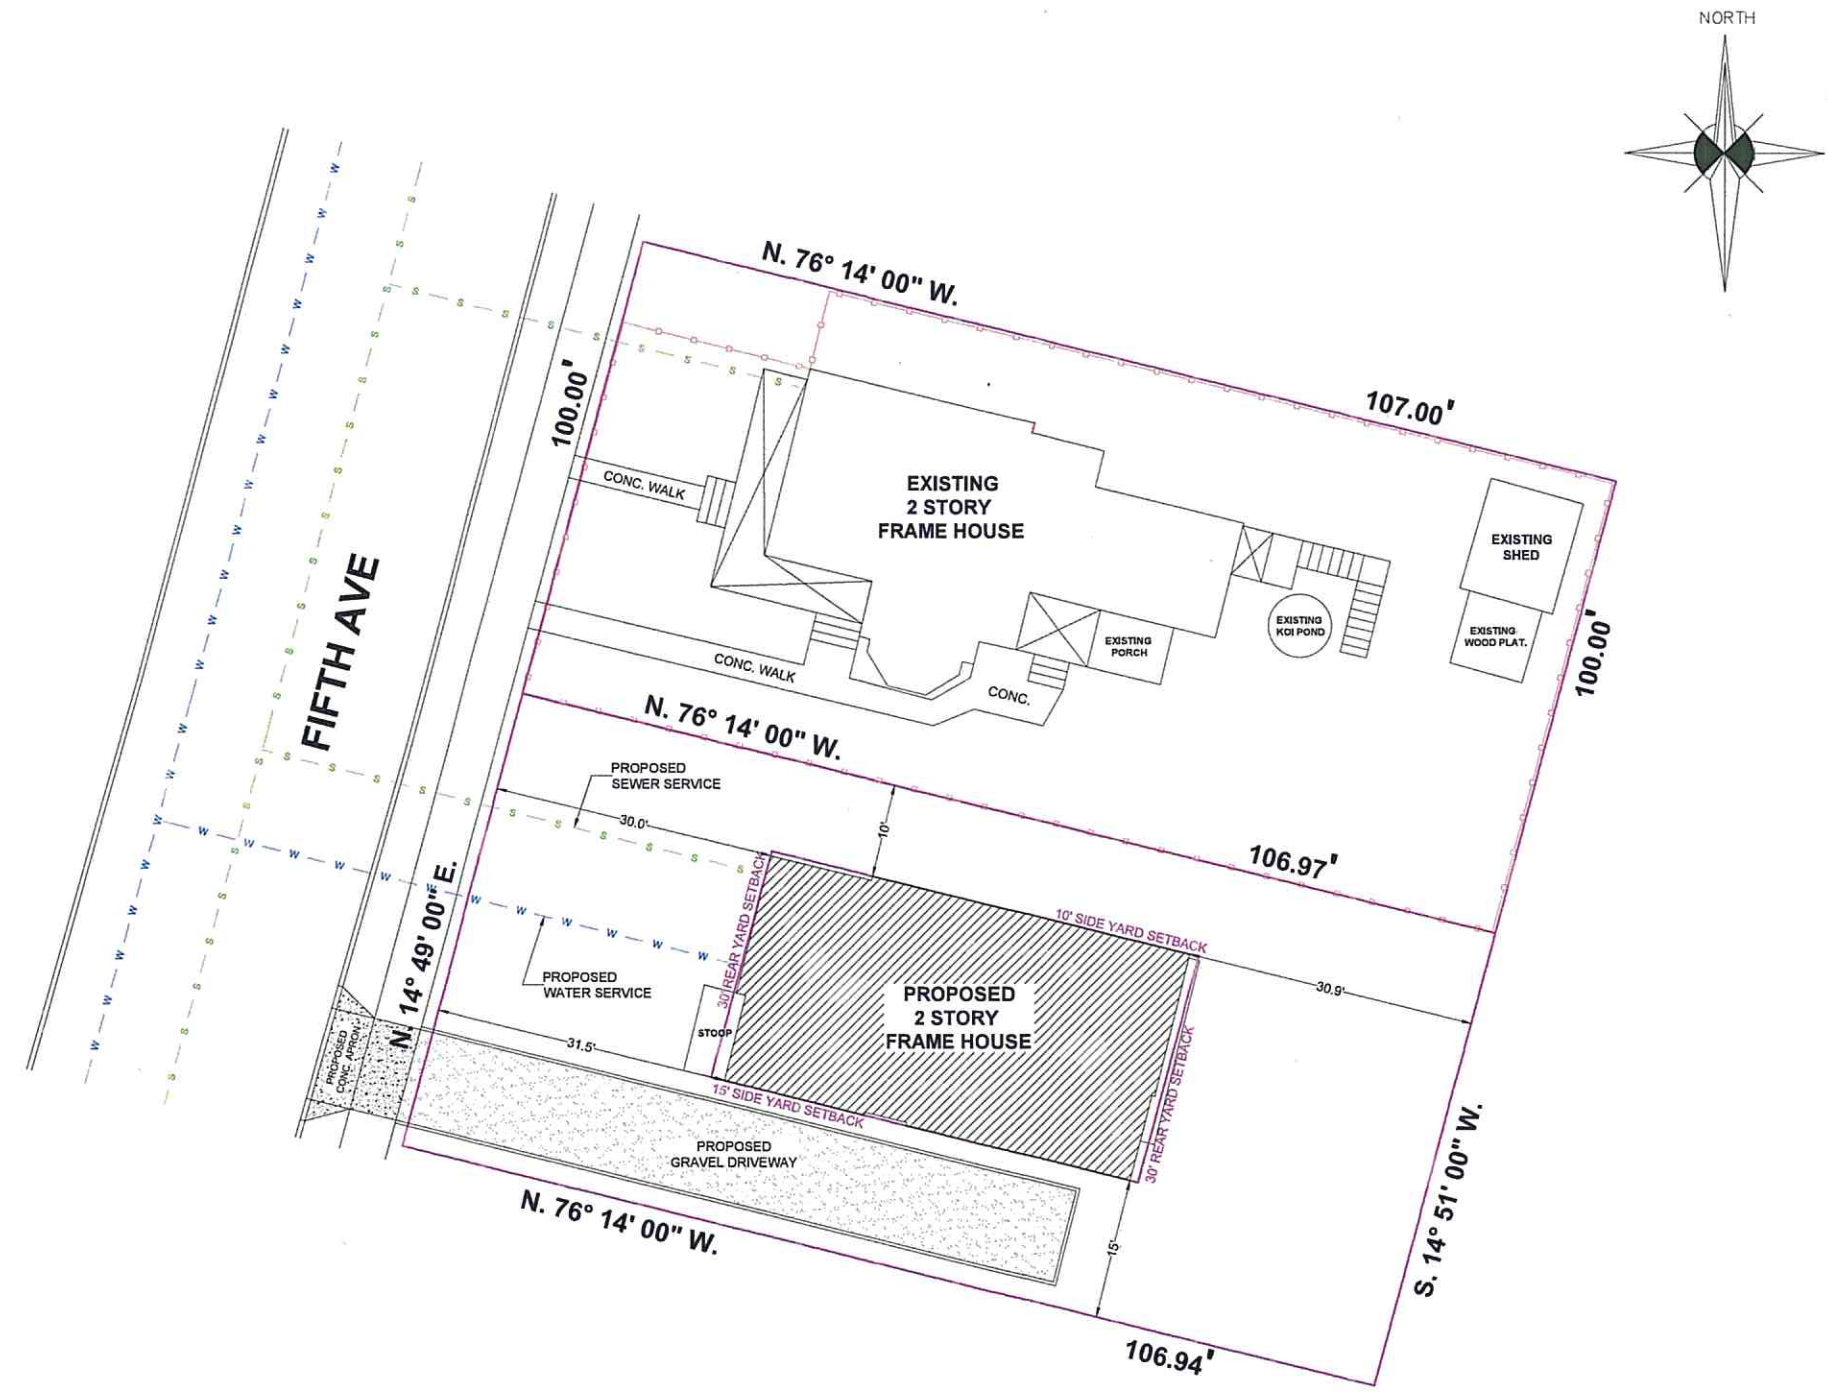 NORTH
N. 76° 14' 00" W.
107.00'
100.00'
CONC. WALK
EXISTING
2 STORY
FRAME HOUSE
EXISTING
SHED
EXISTING
WOOD PLAT.
EXISTING
KOI POND
EXISTING
PORCH
CONC. WALK
CONC.
100.00'
FIFTH AVE
N. 76° 14' 00" W.
106.97'
PROPOSED
SEWER SERVICE
30.0'
10'
30' REAR YARD SETBACK
10' SIDE YARD SETBACK
30.9'
N. 14° 49' 00" E.
PROPOSED
WATER SERVICE
STOOP
PROPOSED
2 STORY
FRAME HOUSE
31.5'
15' SIDE YARD SETBACK
30' REAR YARD SETBACK
PROPOSED
CONC. APRON
PROPOSED
GRAVEL DRIVEWAY
15'
N. 76° 14' 00" W.
106.94'
S. 14° 51' 00" W.